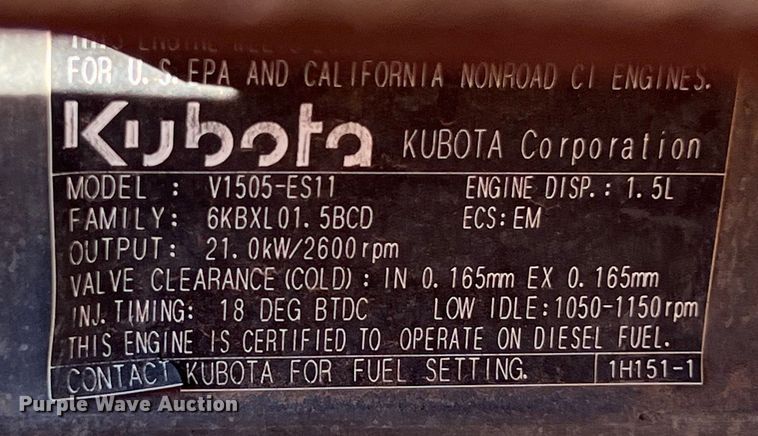 THIS ENGINE MEETS
FOR U.S. EPA AND CALIFORNIA NONROAD CI ENGINES.
Kubota KUBOTA Corporation
MODEL : V1505-ES11 ENGINE DISP.: 1.5L
FAMILY: 6KBXL01.5BCD ECS:EM
OUTPUT: 21.0kW/2600rpm
VALVE CLEARANCE(COLD): IN 0.165mm EX 0.165mm
INJ.TIMING: 18 DEG BTDC LOW IDLE:1050-1150rpm
THIS ENGINE IS CERTIFIED TO OPERATE ON DIESEL FUEL.
CONTACT KUBOTA FOR FUEL SETTING. 1H151-1
Purple Wave Auction